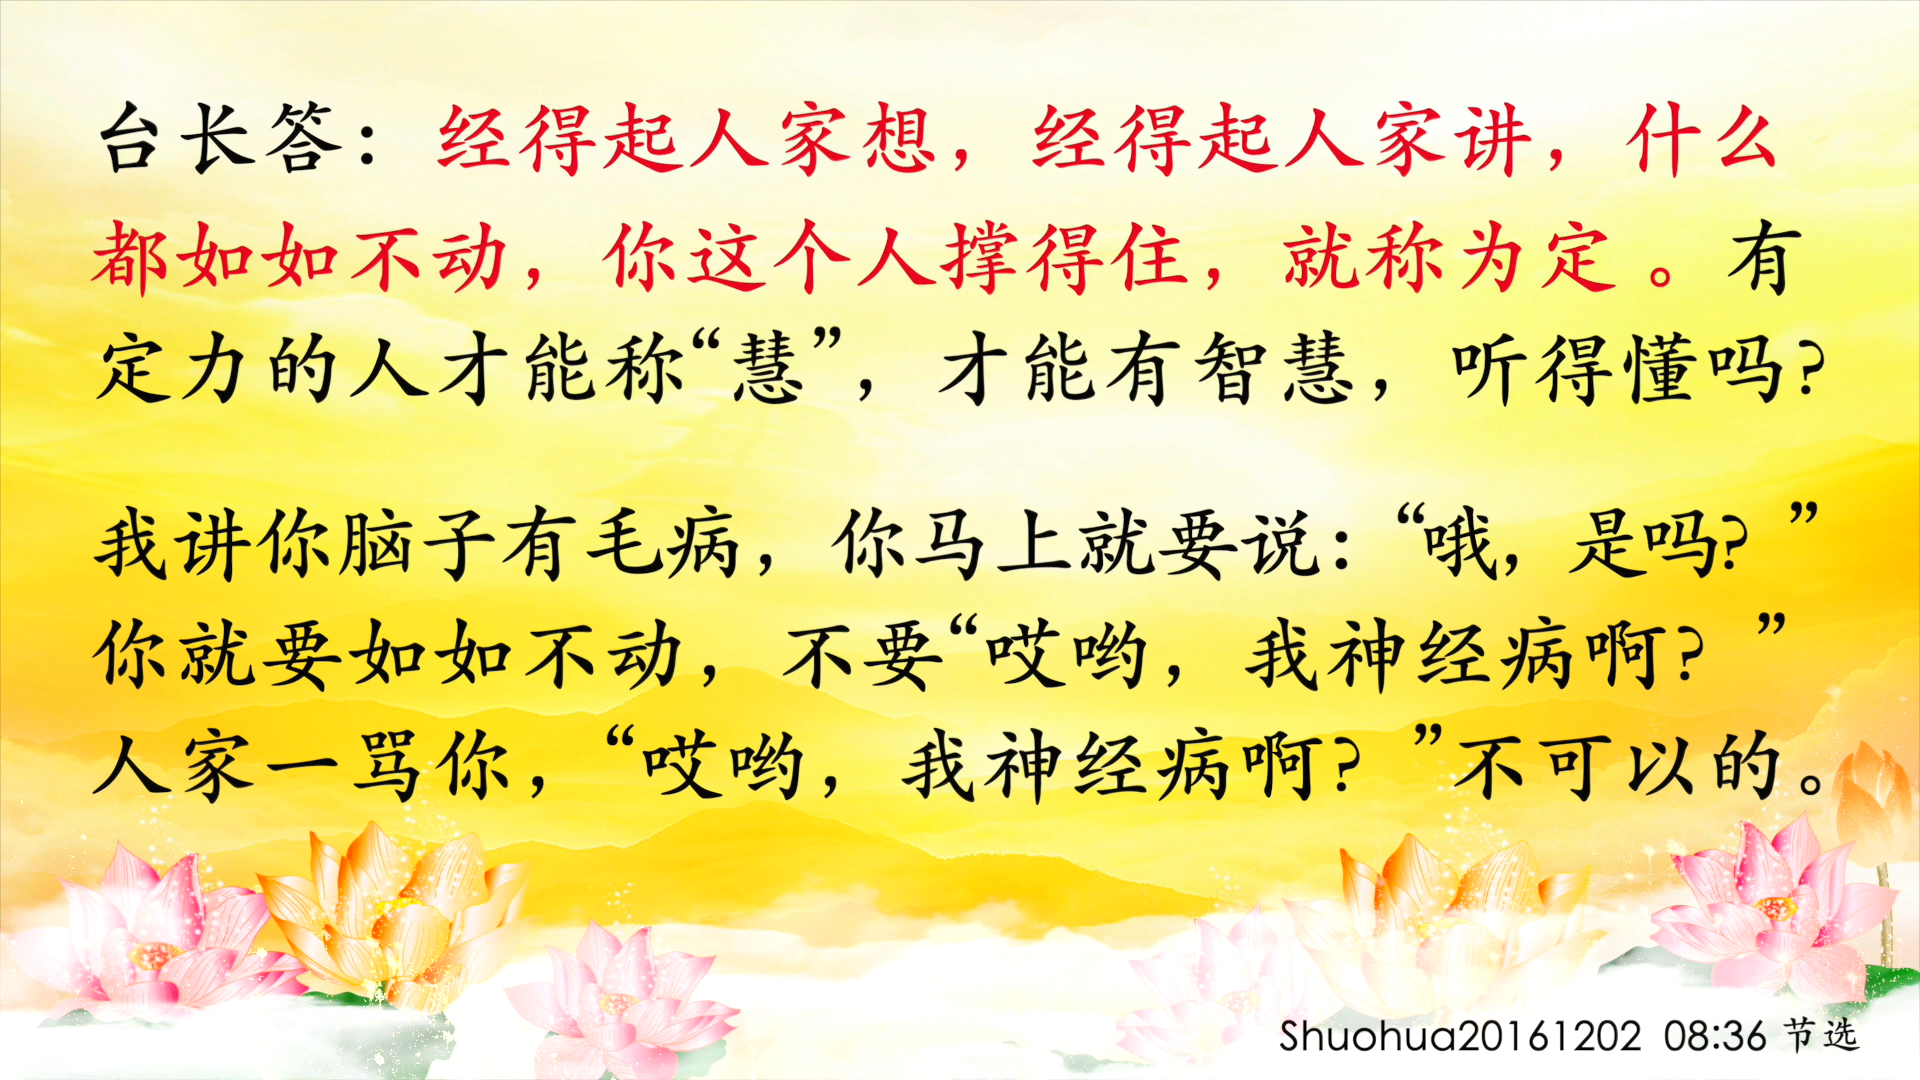 台长答：经得起人家想，经得起人家讲，什么
都如如不动，你这个人撑得住，就称为定。有
定力的人才能称“慧”，才能有智慧，听得懂吗？
我讲你脑子有毛病，你马上就要说：“哦，是吗？”
你就要如如不动，不要“哎哟，我神经病啊？”
人家一骂你，“哎哟，我神经病啊？”不可以的。
Shuohua20161202 08:36 节选